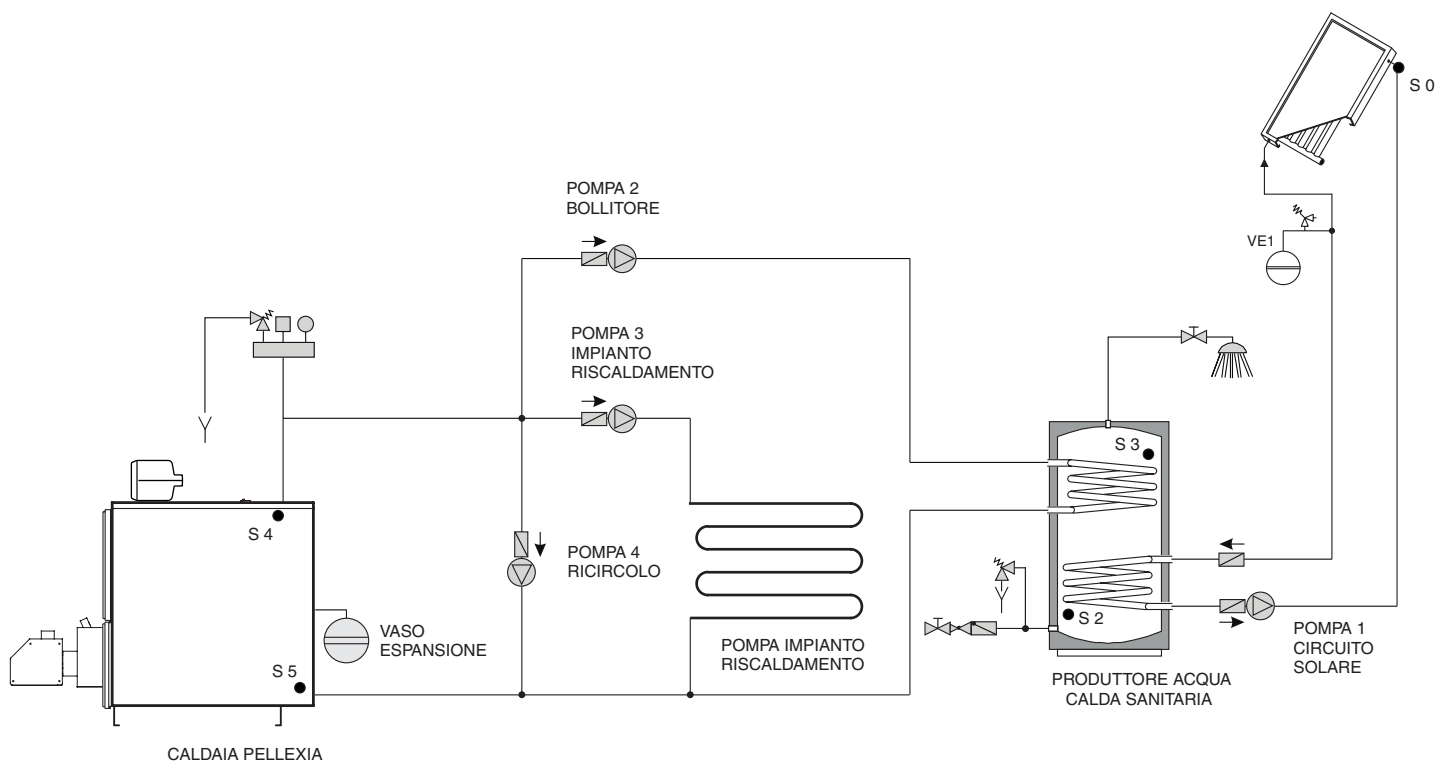 S 0
POMPA 2
BOLLITORE
VE1
POMPA 3
IMPIANTO
RISCALDAMENTO
S 3
S 4
POMPA 4
RICIRCOLO
S 2
VASO
ESPANSIONE
POMPA IMPIANTO
RISCALDAMENTO
POMPA 1
CIRCUITO
SOLARE
S 5
PRODUTTORE ACQUA
CALDA SANITARIA
CALDAIA PELLEXIA